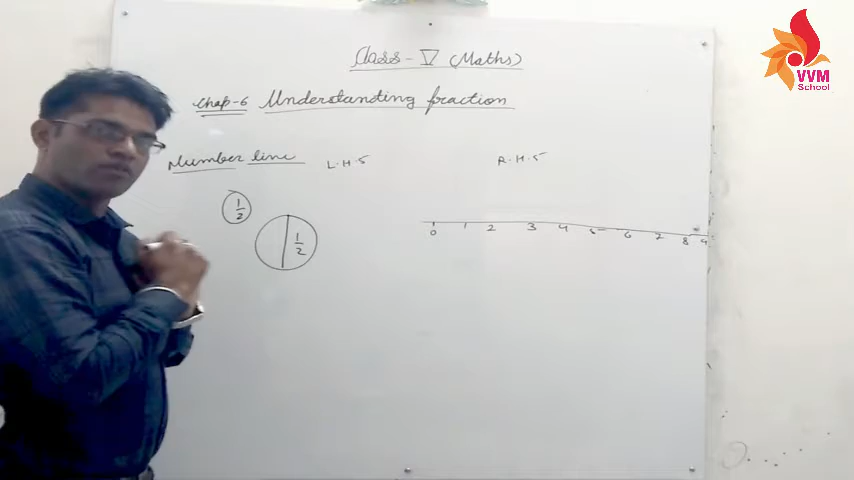 Class - V (Maths)
Chap-6 Understanding fraction
Number line L.H.S R.H.S
1/2
1/2
0 1 2 3 4 5 6 7 8 9
VVM
School